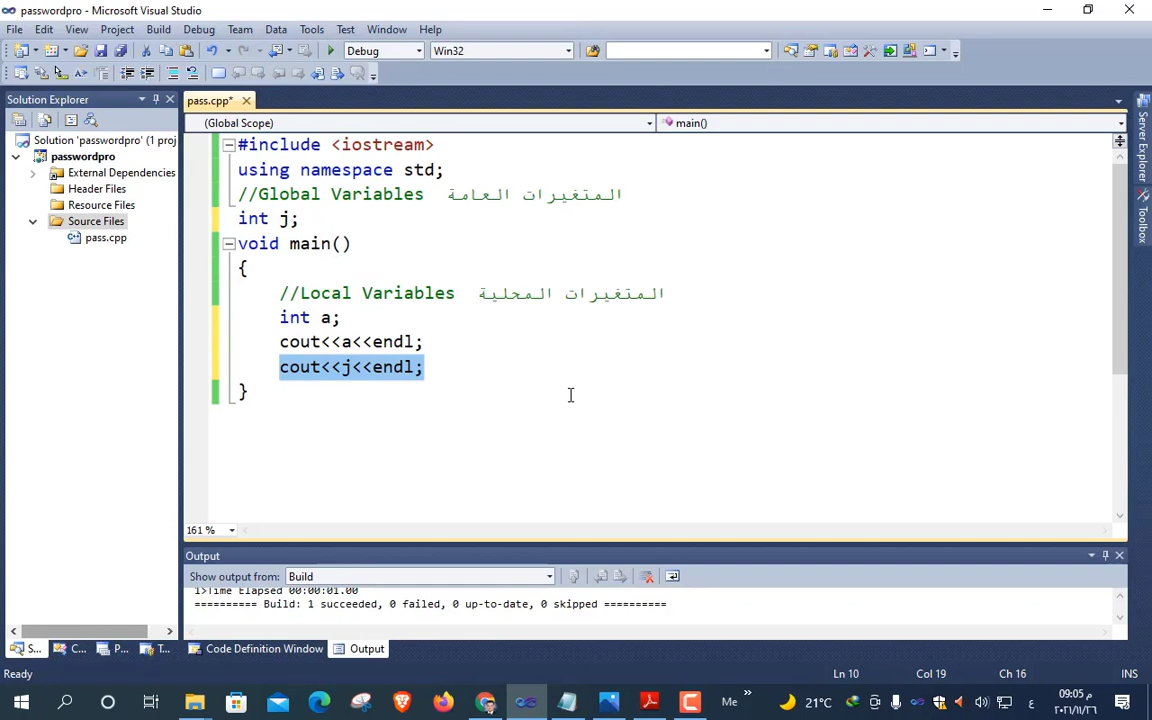 passwordpro - Microsoft Visual Studio
File Edit View Project Build Debug Team Data Tools Test Window Help
Debug Win32
Solution Explorer
pass.cpp*
(Global Scope) main()
Solution 'passwordpro' (1 proj
passwordpro
External Dependencies
Header Files
Resource Files
Source Files
pass.cpp
#include <iostream>
using namespace std;
//Global Variables المتغيرات العامة
int j;
void main()
{
//Local Variables المتغيرات المحلية
int a;
cout<<a<<endl;
cout<<j<<endl;
}
161 %
Server Explorer
Toolbox
Output
Show output from: Build
1>Time Elapsed 00:00:01.00
========== Build: 1 succeeded, 0 failed, 0 up-to-date, 0 skipped ==========
S... C... P... T... Code Definition Window Output
Ready Ln 10 Col 19 Ch 16 INS
Me 21°C ع 09:05 م